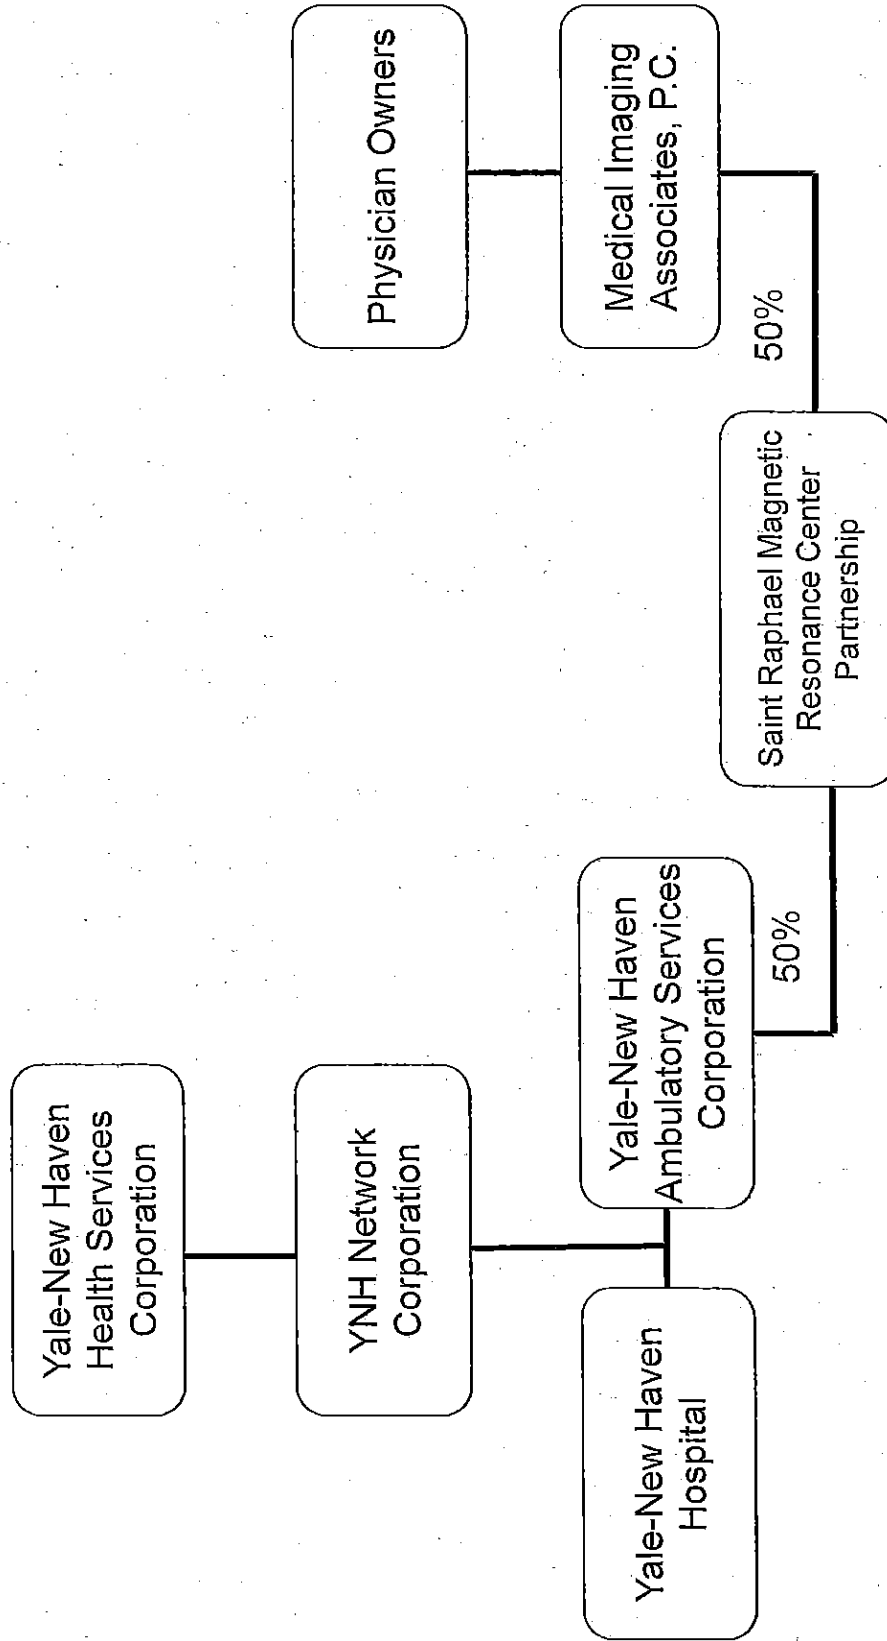 Yale-New Haven
Health Services
Corporation
Physician Owners
YNH Network
Corporation
Medical Imaging
Associates, P.C.
Yale-New Haven
Hospital
Yale-New Haven
Ambulatory Services
Corporation
50%
50%
Saint Raphael Magnetic
Resonance Center
Partnership